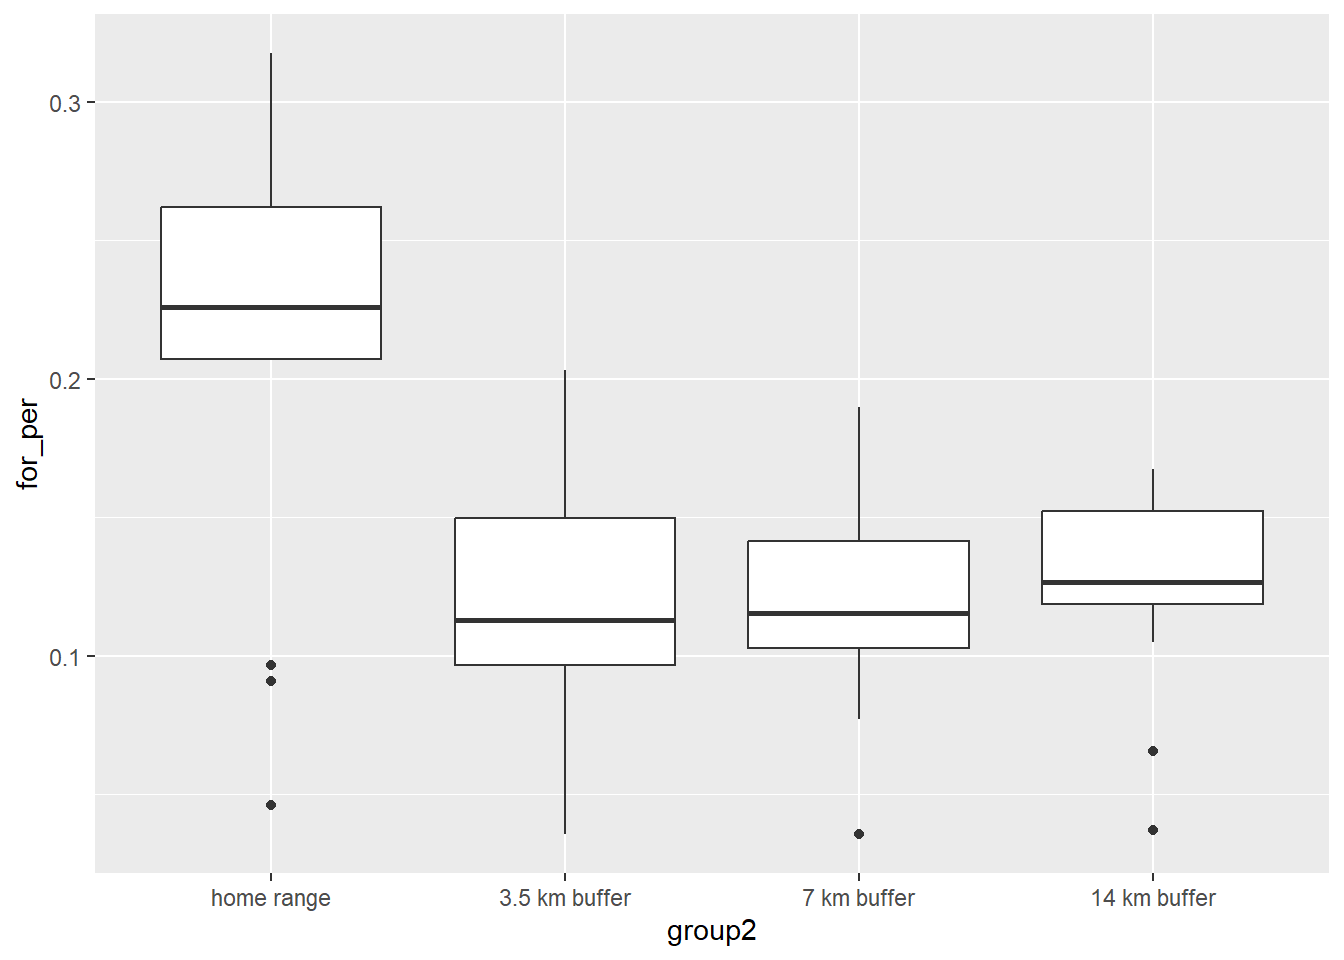 for_per
0.3
0.2
0.1
home range
3.5 km buffer
7 km buffer
14 km buffer
group2